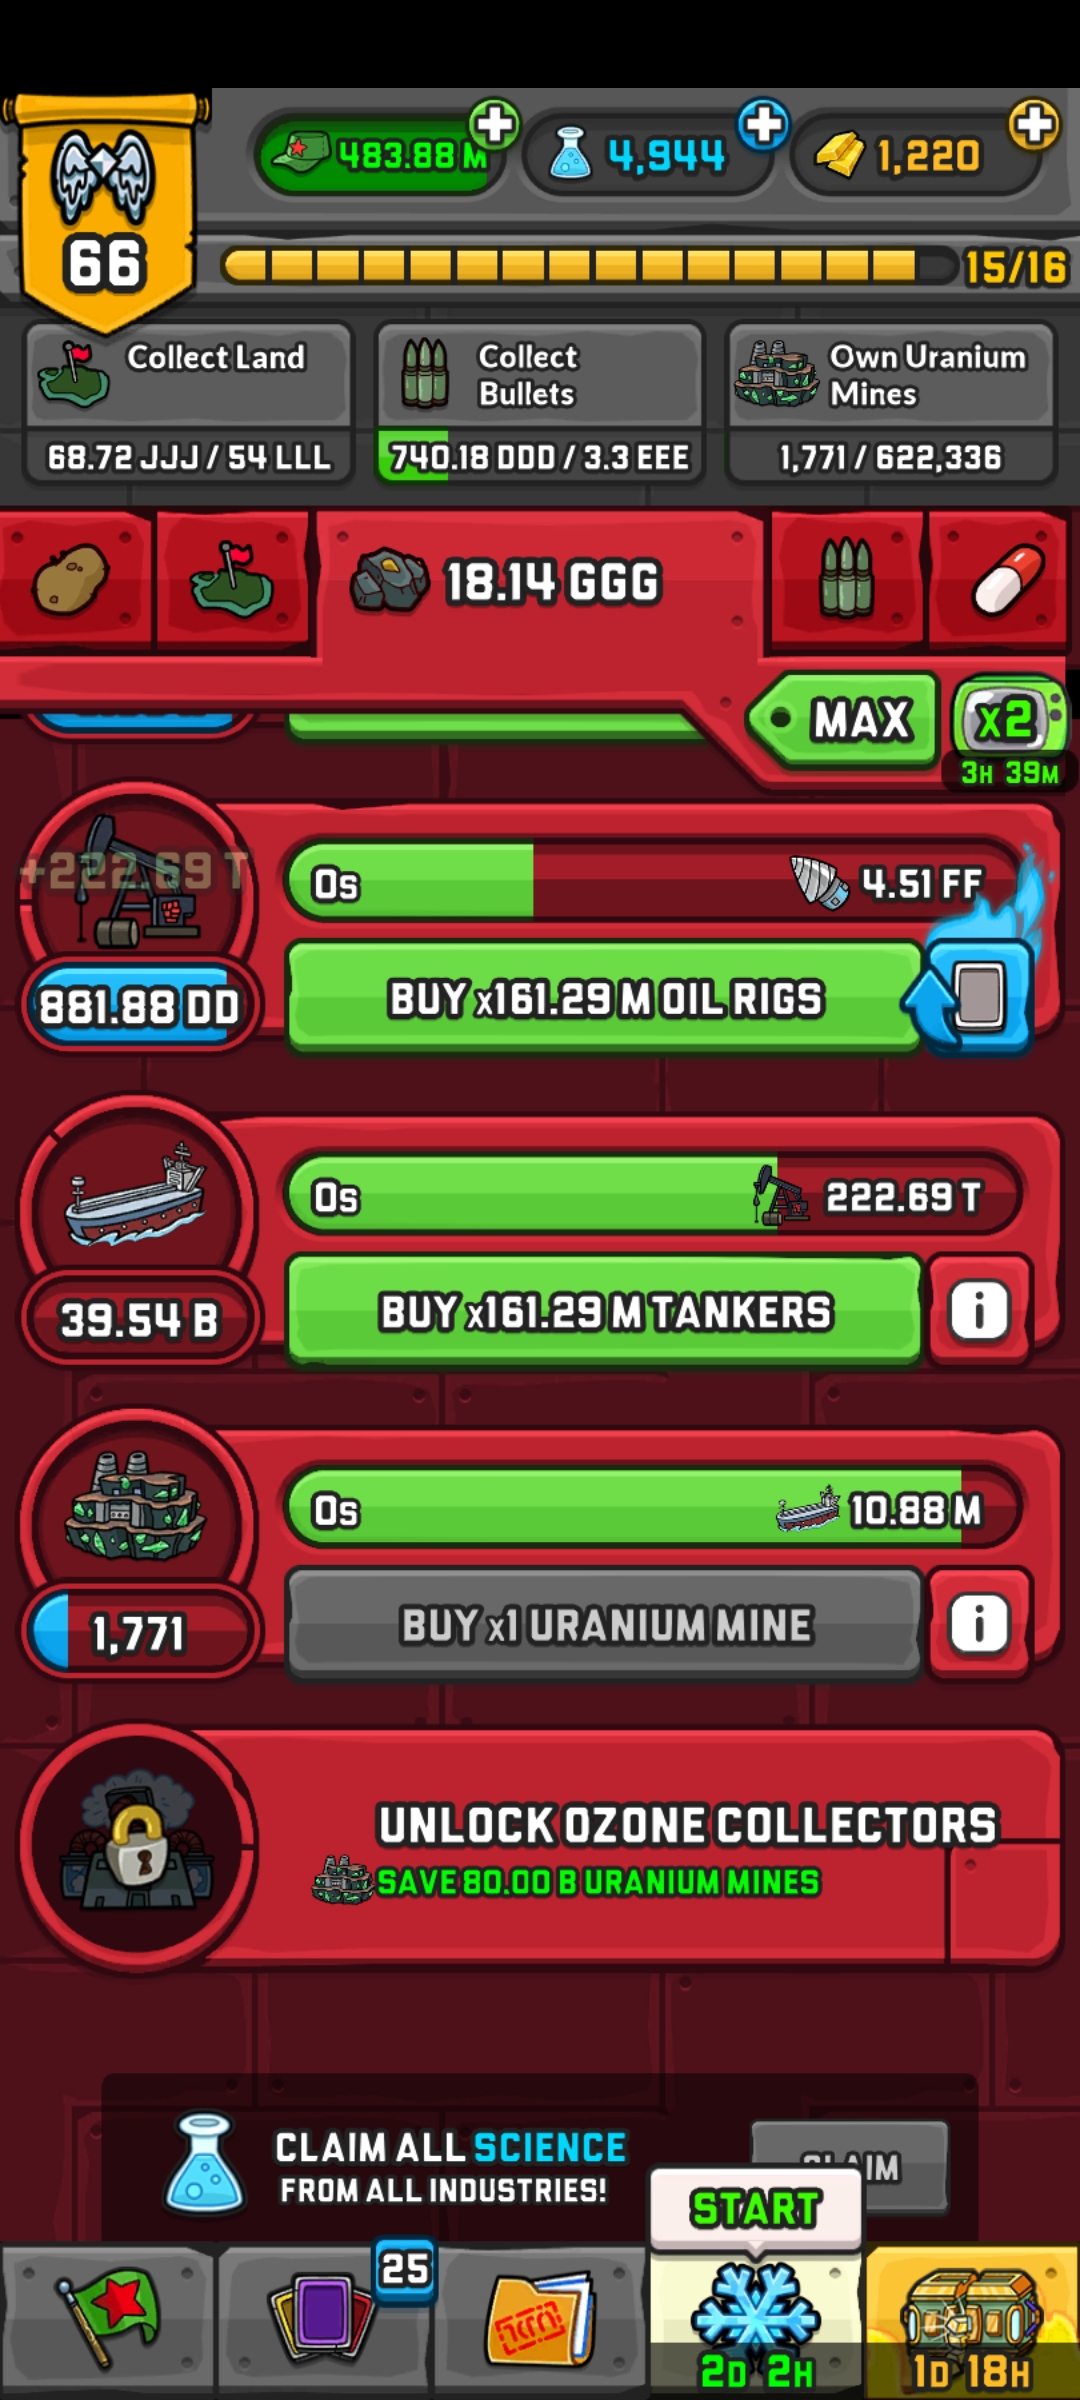 483.88 M
4,944
1,220
66
15/16
Collect Land
Collect
Bullets
Own Uranium
Mines
68.72 JJJ / 54 LLL
740.18 DDD / 3.3 EEE
1,771 / 622,336
18.14 GGG
MAX
x2
3H 39M
+222.69 T
0s
4.51 FF
881.88 DD
BUY x161.29 M OIL RIGS
0s
222.69 T
39.54 B
BUY x161.29 M TANKERS
i
0s
10.88 M
1,771
BUY x1 URANIUM MINE
i
UNLOCK OZONE COLLECTORS
SAVE 80.00 B URANIUM MINES
CLAIM ALL SCIENCE
FROM ALL INDUSTRIES!
CLAIM
START
25
2D 2H
1D 18H